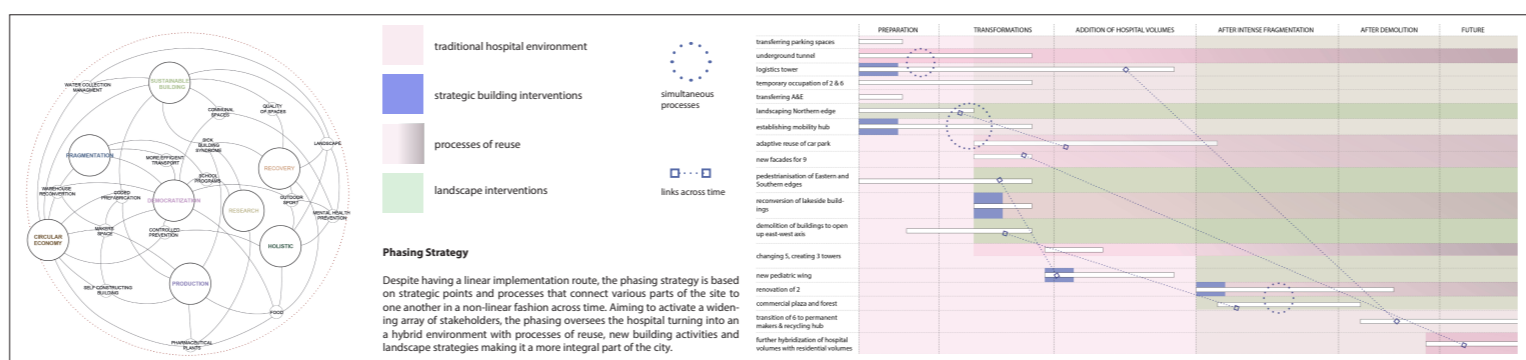 WATER COLLECTION
MANAGMENT
SUSTAINABLE
BUILDING
COMMUNAL
SPACES
QUALITY
OF SPACES
SICK
BUILDING
SYNDROME
LANDSCAPE
FRAGMENTATION
MORE EFFICIENT
TRANSPORT
RECOVERY
SCHOOL
PROGRAMS
WAREHOUSE
RECONVERTION
CODED
PREFABRICATION
DEMOCRATIZATION
OUTDOOR
SPORT
RESEARCH
MENTAL HEALTH
PREVENTION
CIRCULAR
ECONOMY
MAKERS
SPACE
CONTROLLED
PREVENTION
HOLISTIC
PRODUCTION
SELF CONSTRUCTING
BUILDING
FOOD
PHARMACEUTICAL
PLANTS
traditional hospital environment
strategic building interventions
processes of reuse
landscape interventions
simultaneous
processes
links across time
Phasing Strategy
Despite having a linear implementation route, the phasing strategy is based
on strategic points and processes that connect various parts of the site to
one another in a non-linear fashion across time. Aiming to activate a widen-
ing array of stakeholders, the phasing oversees the hospital turning into an
a hybrid environment with processes of reuse, new building activities and
landscape strategies making it a more integral part of the city.
PREPARATION
TRANSFORMATIONS
ADDITION OF HOSPITAL VOLUMES
AFTER INTENSE FRAGMENTATION
AFTER DEMOLITION
FUTURE
transferring parking spaces
underground tunnel
logistics tower
temporary occupation of 2 & 6
transferring A&E
landscaping Northern edge
establishing mobility hub
adaptive reuse of car park
new facades for 9
pedestrianisation of Eastern and
Southern edges
reconversion of lakeside build-
ings
demolition of buildings to open
up east-west axis
changing 5, creating 3 towers
new pediatric wing
renovation of 2
commercial plaza and forest
transition of 6 to permanent
makers & recycling hub
further hybridization of hospital
volumes with residential volumes